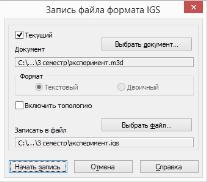 Запись файла формата IGS
Текущий
Документ
Выбрать документ...
C:\...\3 семестр\эксперимент.m3d
Формат
Текстовый
Двоичный
Включить топологию
Записать в файл
Выбрать файл...
C:\...\3 семестр\эксперимент.igs
Начать запись
Отмена
Справка